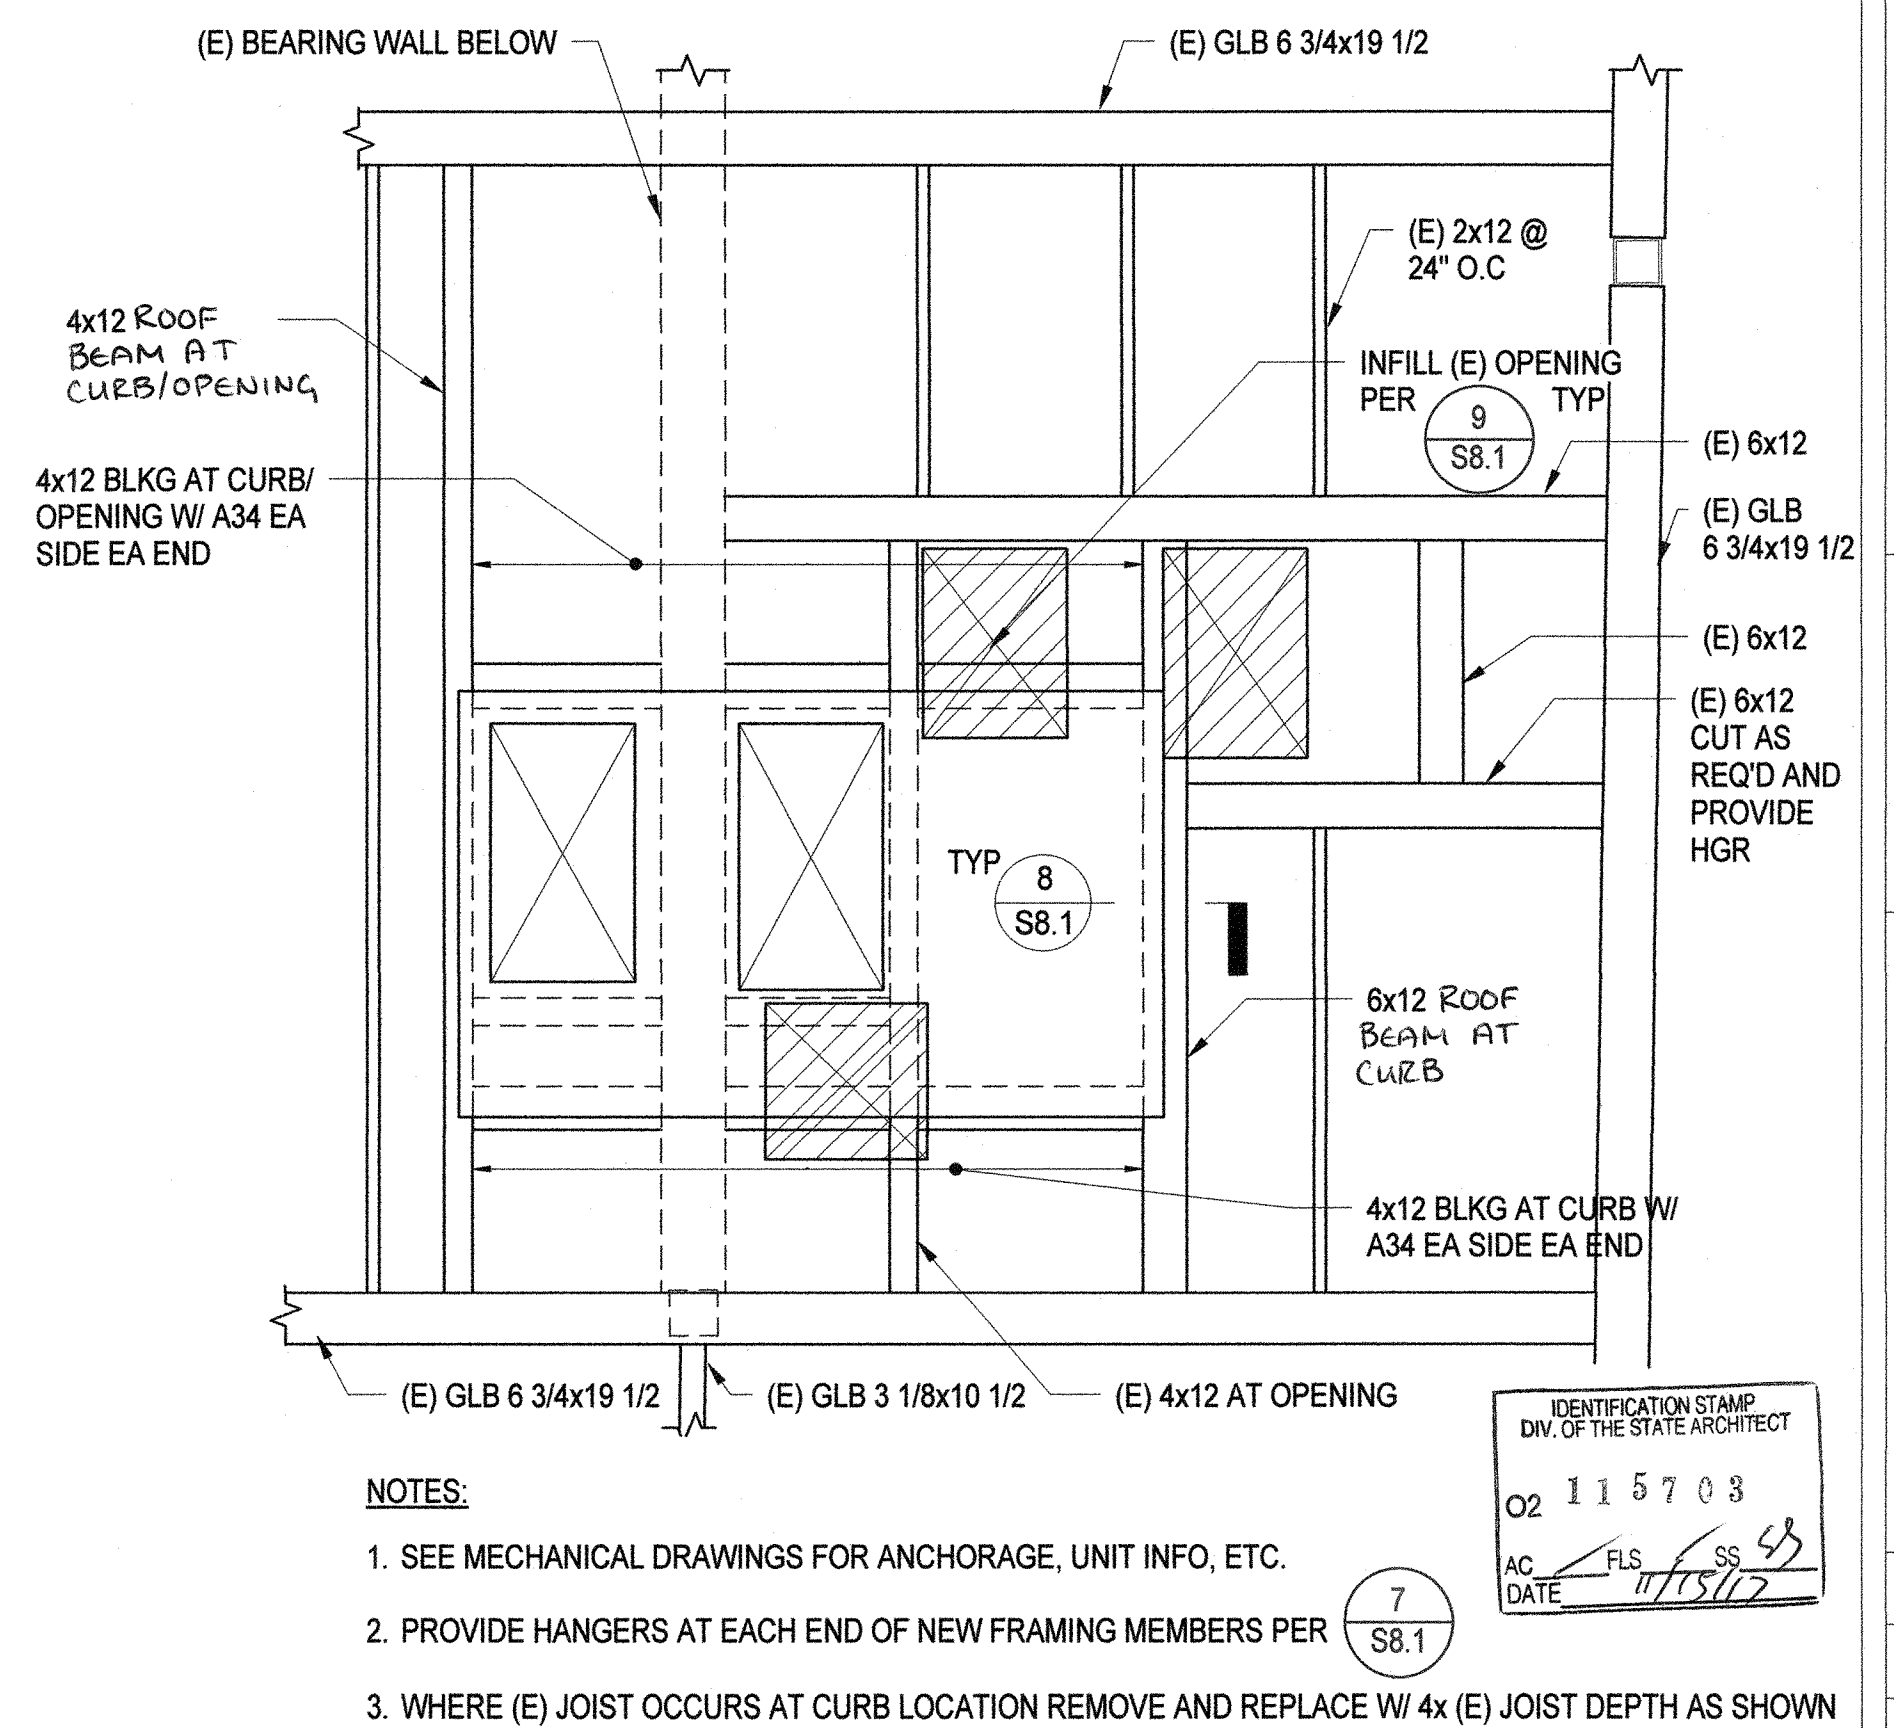 (E) BEARING WALL BELOW
(E) GLB 6 3/4x19 1/2
(E) 2x12 @
24" O.C
4x12 ROOF
BEAM AT
CURB/OPENING
INFILL (E) OPENING
PER
TYP
9
S8.1
(E) 6x12
4x12 BLKG AT CURB/
OPENING W/ A34 EA
SIDE EA END
(E) GLB
6 3/4x19 1/2
(E) 6x12
(E) 6x12
CUT AS
REQ'D AND
PROVIDE
HGR
TYP
8
S8.1
6x12 ROOF
BEAM AT
CURB
4x12 BLKG AT CURB W/
A34 EA SIDE EA END
(E) GLB 6 3/4x19 1/2
(E) GLB 3 1/8x10 1/2
(E) 4x12 AT OPENING
IDENTIFICATION STAMP
DIV. OF THE STATE ARCHITECT
02 115703
AC FLS SS
DATE 11/15/17
NOTES:
1. SEE MECHANICAL DRAWINGS FOR ANCHORAGE, UNIT INFO, ETC.
2. PROVIDE HANGERS AT EACH END OF NEW FRAMING MEMBERS PER
7
S8.1
3. WHERE (E) JOIST OCCURS AT CURB LOCATION REMOVE AND REPLACE W/ 4x (E) JOIST DEPTH AS SHOWN